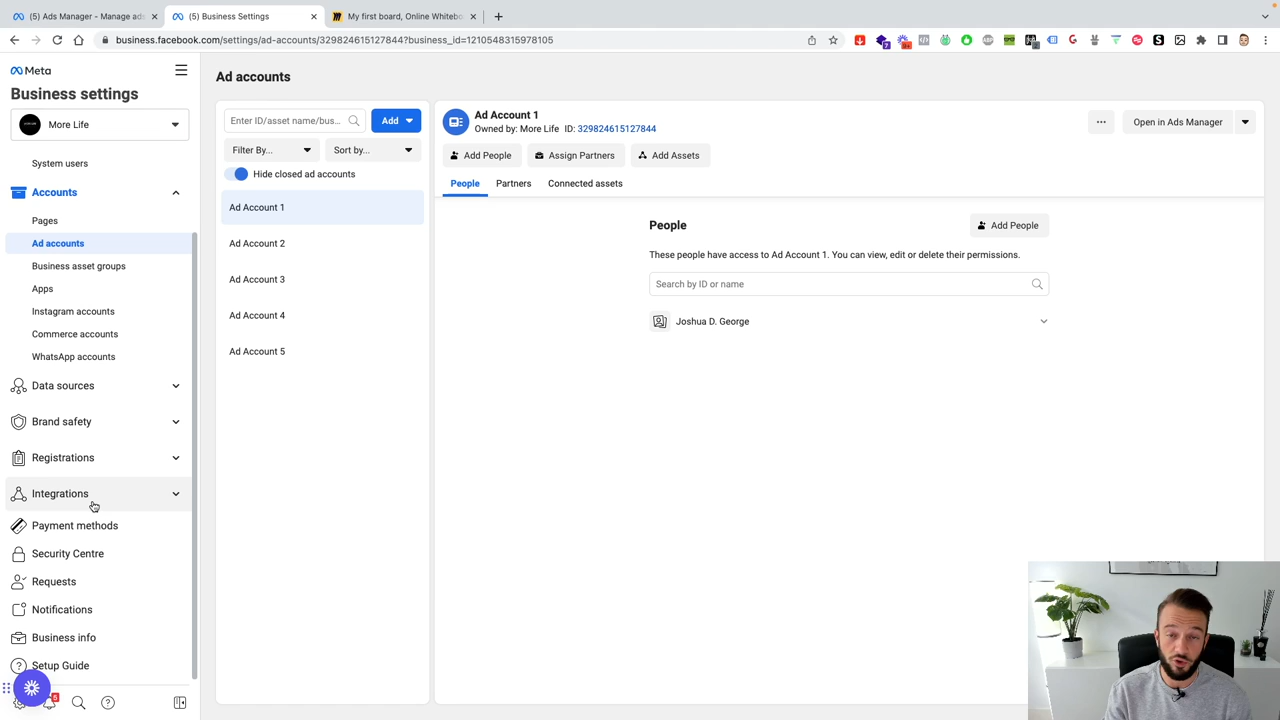 (5) Ads Manager - Manage ads
(5) Business Settings
My first board, Online Whitebo
business.facebook.com/settings/ad-accounts/329824615127844?business_id=1210548315978105
Meta
Business settings
More Life
System users
Accounts
Pages
Ad accounts
Business asset groups
Apps
Instagram accounts
Commerce accounts
WhatsApp accounts
Data sources
Brand safety
Registrations
Integrations
Payment methods
Security Centre
Requests
Notifications
Business info
Setup Guide
Ad accounts
Enter ID/asset name/bus...
Add
Filter By...
Sort by...
Hide closed ad accounts
Ad Account 1
Ad Account 2
Ad Account 3
Ad Account 4
Ad Account 5
Ad Account 1
Owned by: More Life ID: 329824615127844
Open in Ads Manager
Add People
Assign Partners
Add Assets
People
Partners
Connected assets
People
Add People
These people have access to Ad Account 1. You can view, edit or delete their permissions.
Search by ID or name
Joshua D. George